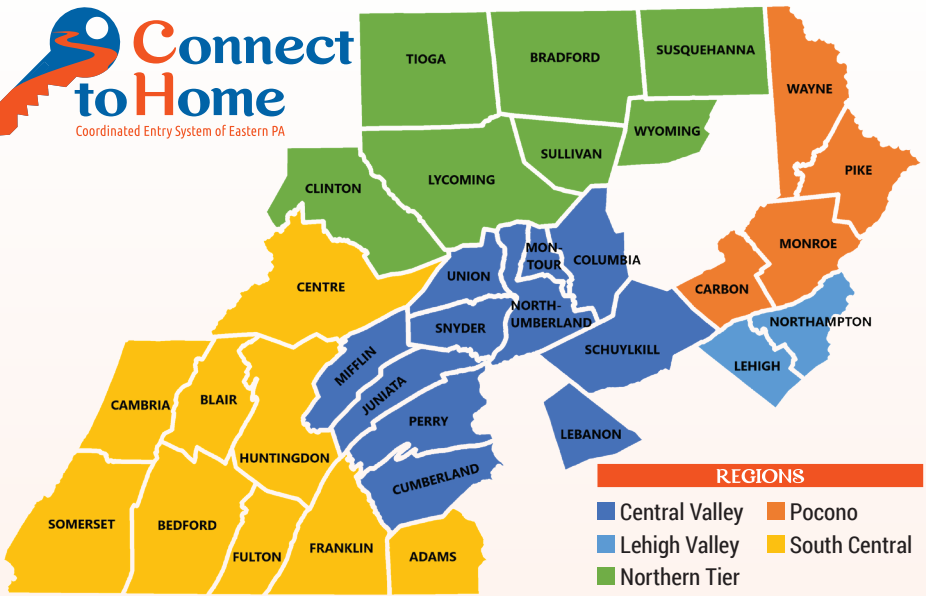 Connect
to Home
Coordinated Entry System of Eastern PA
TIOGA
BRADFORD
SUSQUEHANNA
WAYNE
WYOMING
SULLIVAN
PIKE
LYCOMING
CLINTON
MONROE
MON-
TOUR
COLUMBIA
UNION
CENTRE
CARBON
NORTH-
UMBERLAND
NORTHAMPTON
SNYDER
SCHUYLKILL
LEHIGH
MIFFLIN
JUNIATA
BLAIR
CAMBRIA
PERRY
LEBANON
HUNTINGDON
CUMBERLAND
SOMERSET
BEDFORD
FULTON
FRANKLIN
ADAMS
REGIONS
Central Valley
Pocono
Lehigh Valley
South Central
Northern Tier